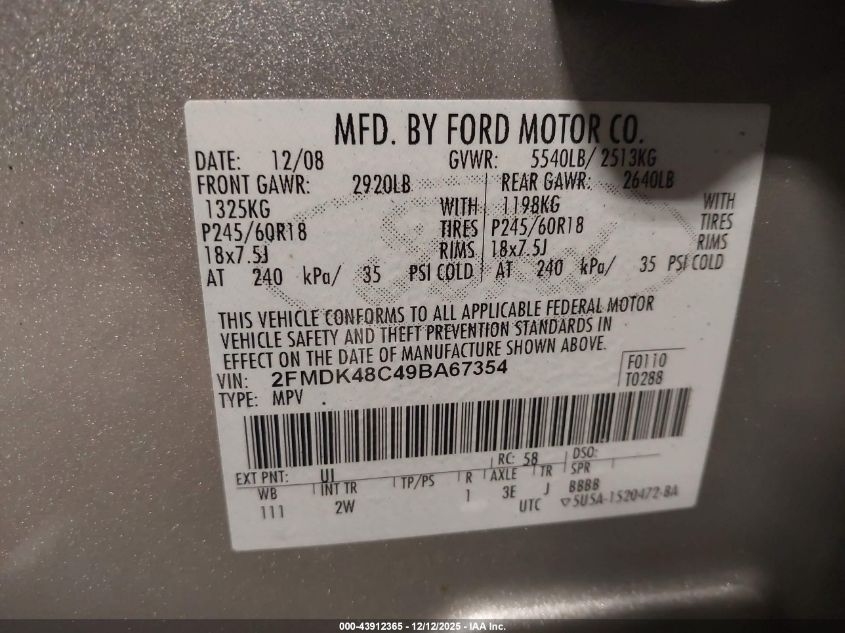 MFD. BY FORD MOTOR CO.
DATE: 12/08 GVWR: 5540LB/ 2513KG
FRONT GAWR: 2920LB REAR GAWR: 2640LB
1325KG WITH 1198KG WITH
P245/60R18 TIRES P245/60R18 TIRES
18x7.5J RIMS 18x7.5J RIMS
AT 240 kPa/ 35 PSI COLD AT 240 kPa/ 35 PSI COLD
THIS VEHICLE CONFORMS TO ALL APPLICABLE FEDERAL MOTOR
VEHICLE SAFETY AND THEFT PREVENTION STANDARDS IN
EFFECT ON THE DATE OF MANUFACTURE SHOWN ABOVE.
VIN: 2FMDK48C49BA67354 F0110
TYPE: MPV T0288
EXT PNT: UI RC: 58 DSO:
WB INT TR TP/PS R AXLE TR SPR
111 2W 1 3E J BBBB
UTC ▽5U5A-1520472-BA
000-43912365 - 12/12/2025 - IAA Inc.